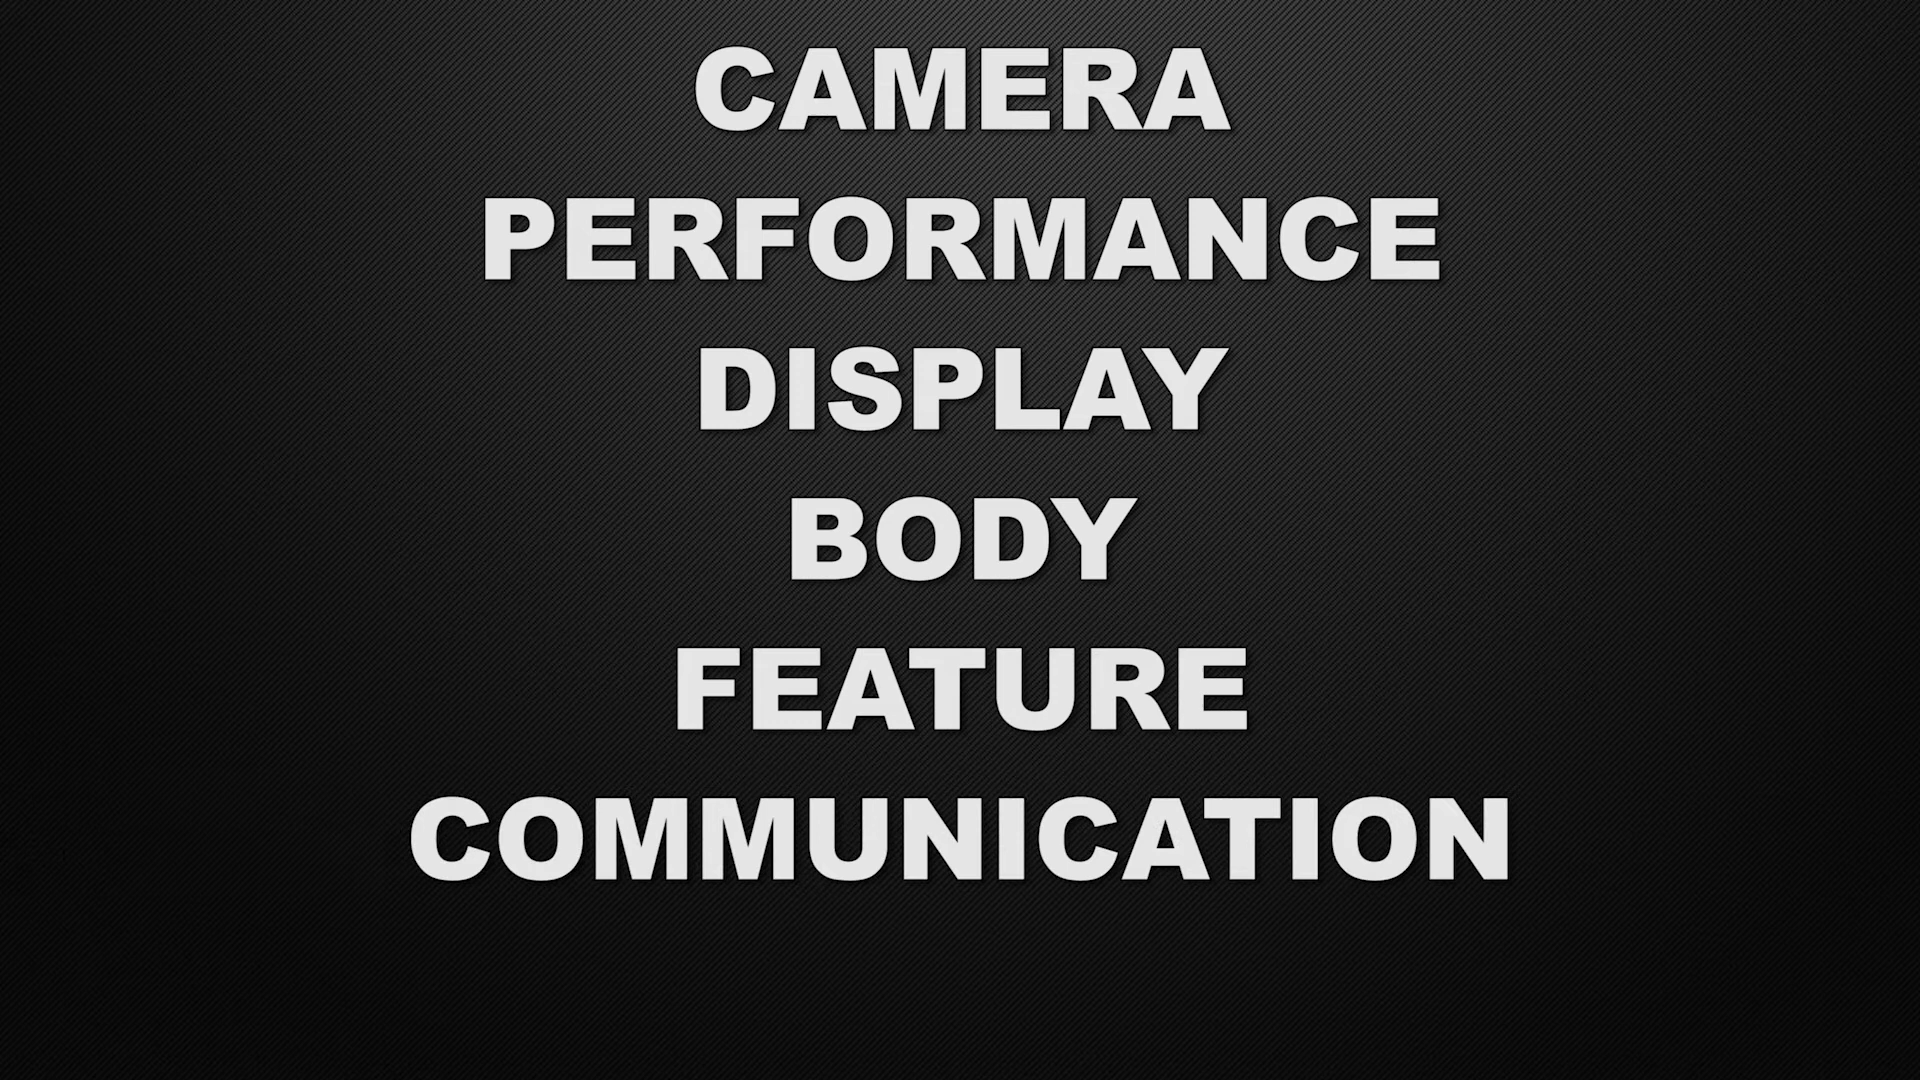 CAMERA
PERFORMANCE
DISPLAY
BODY
FEATURE
COMMUNICATION